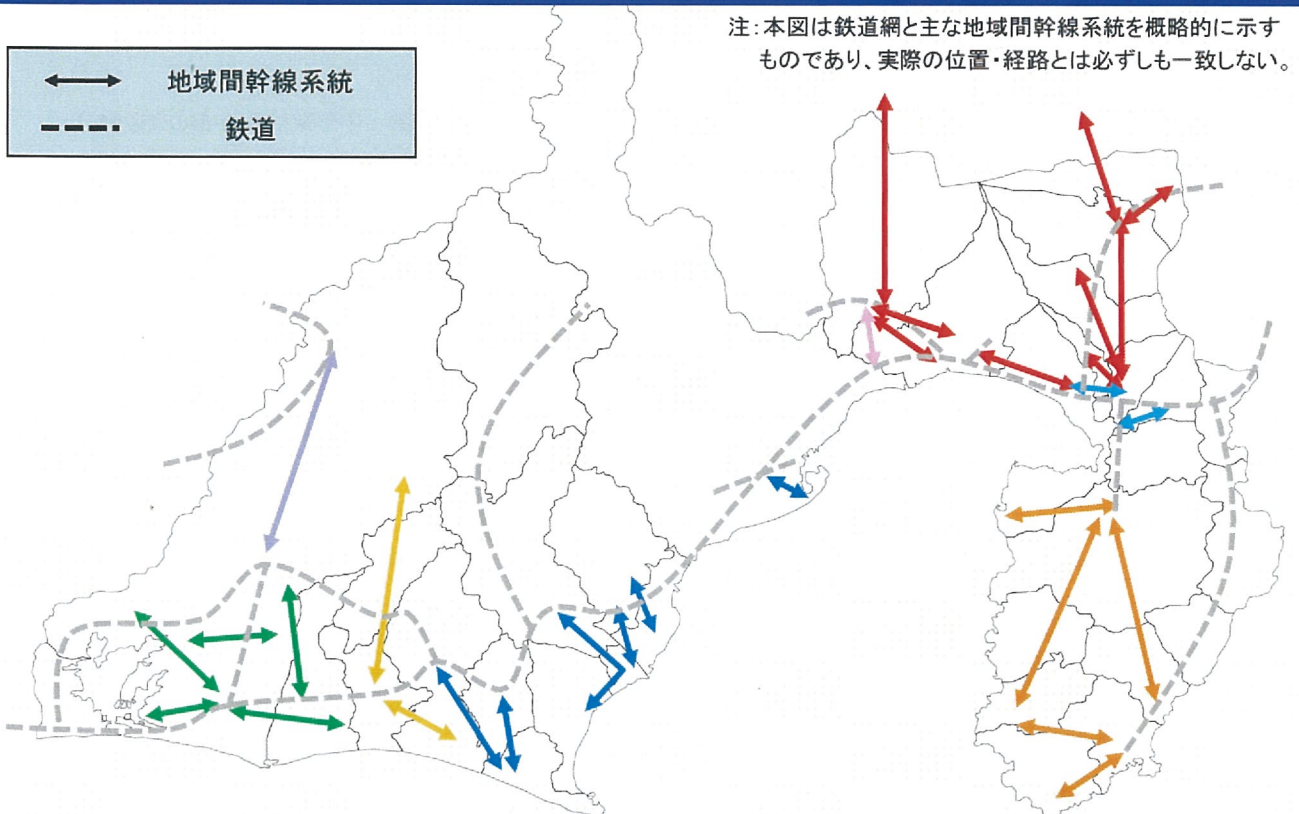 注：本図は鉄道網と主な地域間幹線系統を概略的に示す
ものであり、実際の位置・経路とは必ずしも一致しない。
地域間幹線系統
鉄道